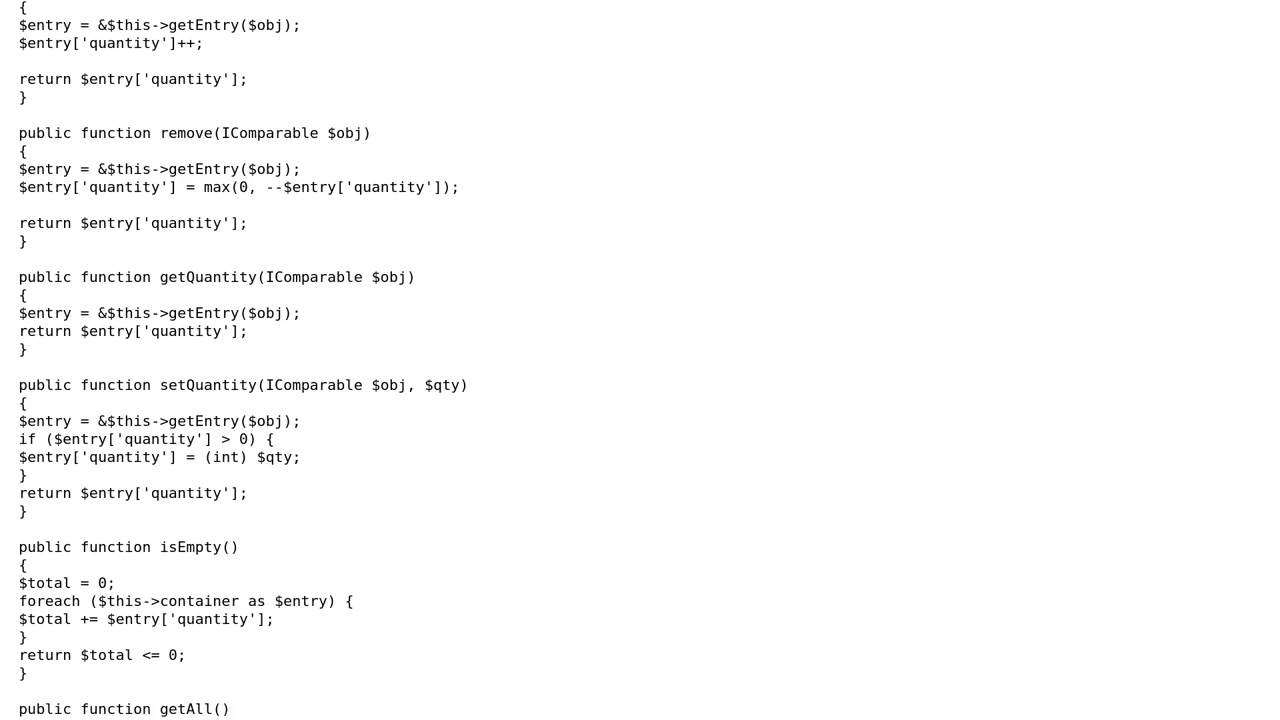 {
$entry = &$this->getEntry($obj);
$entry['quantity']++;

return $entry['quantity'];
}

public function remove(IComparable $obj)
{
$entry = &$this->getEntry($obj);
$entry['quantity'] = max(0, --$entry['quantity']);

return $entry['quantity'];
}

public function getQuantity(IComparable $obj)
{
$entry = &$this->getEntry($obj);
return $entry['quantity'];
}

public function setQuantity(IComparable $obj, $qty)
{
$entry = &$this->getEntry($obj);
if ($entry['quantity'] > 0) {
$entry['quantity'] = (int) $qty;
}
return $entry['quantity'];
}

public function isEmpty()
{
$total = 0;
foreach ($this->container as $entry) {
$total += $entry['quantity'];
}
return $total <= 0;
}

public function getAll()